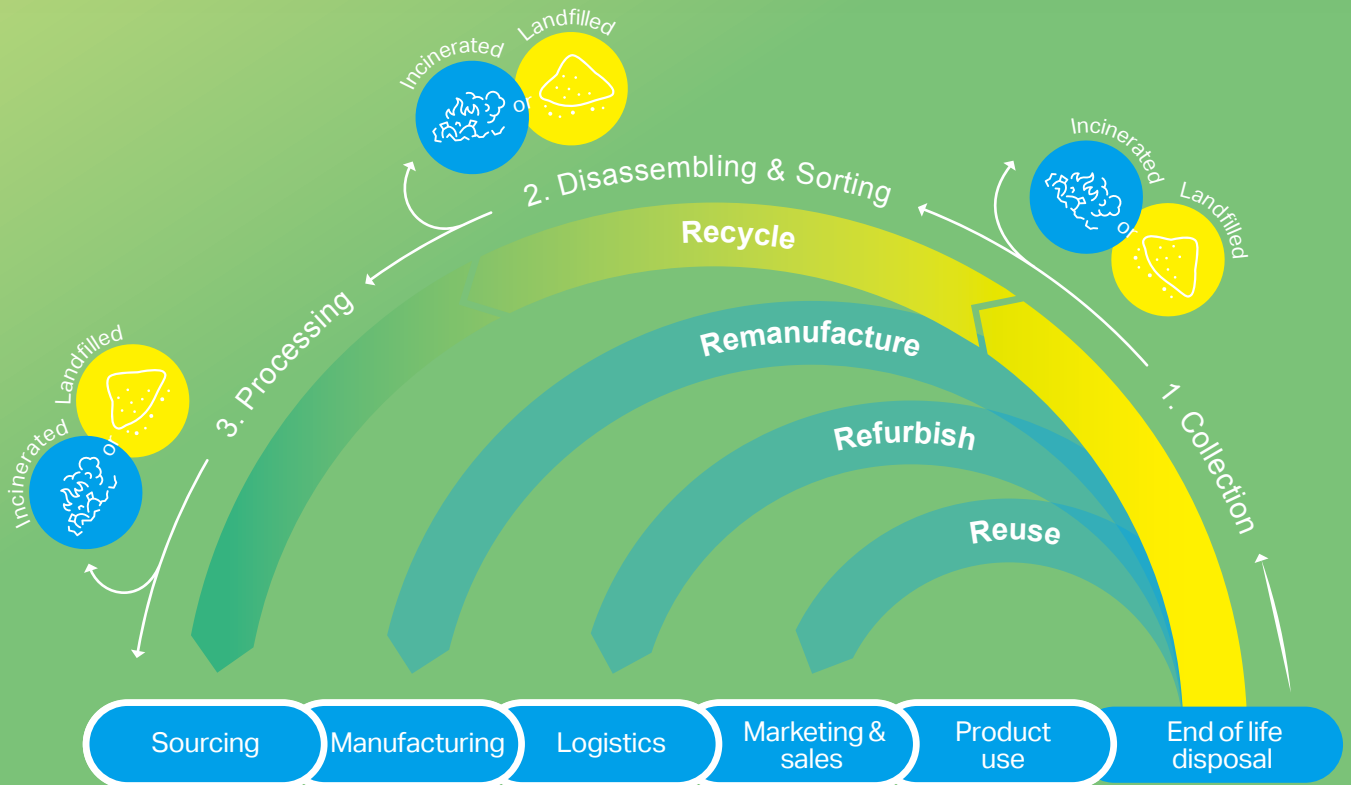 Incinerated
or
Landfilled
Incinerated
or
Landfilled
2. Disassembling & Sorting
Recycle
Remanufacture
3. Processing
Landfilled
or
Incinerated
1. Collection
Refurbish
Reuse
Sourcing
Manufacturing
Logistics
Marketing &
sales
Product
use
End of life
disposal